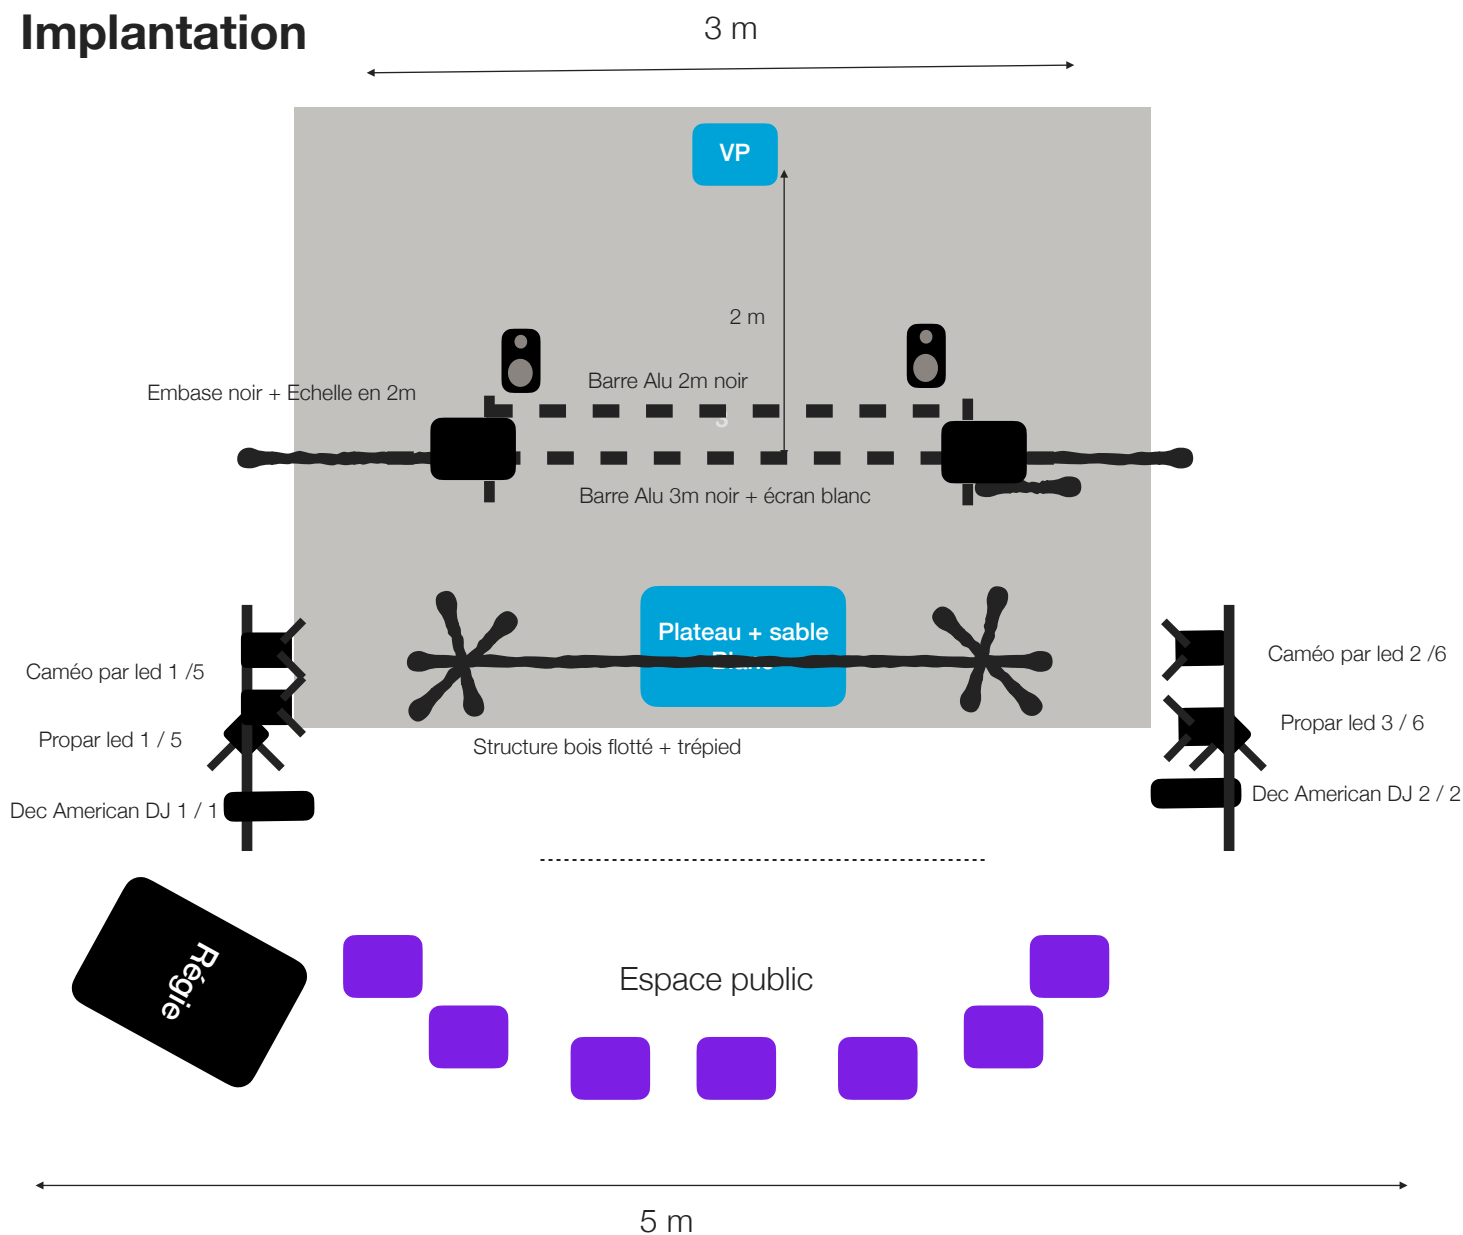 Implantation
3 m
VP
2 m
Barre Alu 2m noir
Embase noir + Echelle en 2m
Barre Alu 3m noir + écran blanc
Plateau + sable
Blanc
Caméo par led 1 /5
Caméo par led 2 /6
Propar led 1 / 5
Propar led 3 / 6
Structure bois flotté + trépied
Dec American DJ 1 / 1
Dec American DJ 2 / 2
Régie
Espace public
5 m